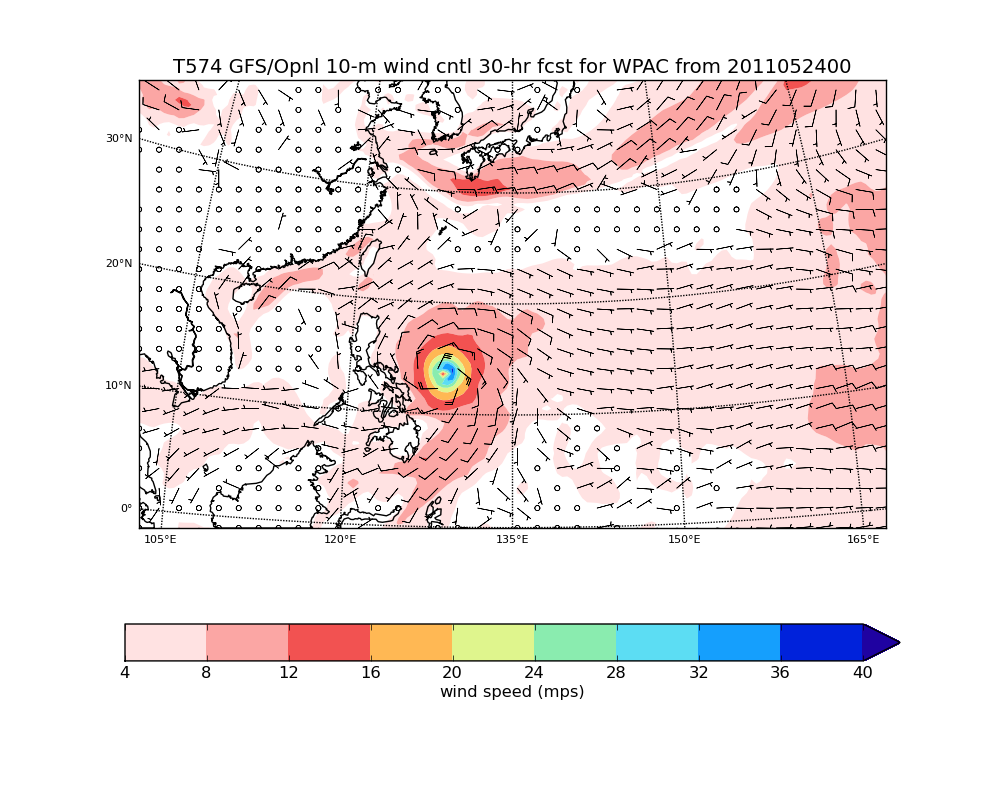 T574 GFS/Opnl 10-m wind cntl 30-hr fcst for WPAC from 2011052400
30°N
20°N
10°N
0°
105°E 120°E 135°E 150°E 165°E
4 8 12 16 20 24 28 32 36 40
wind speed (mps)